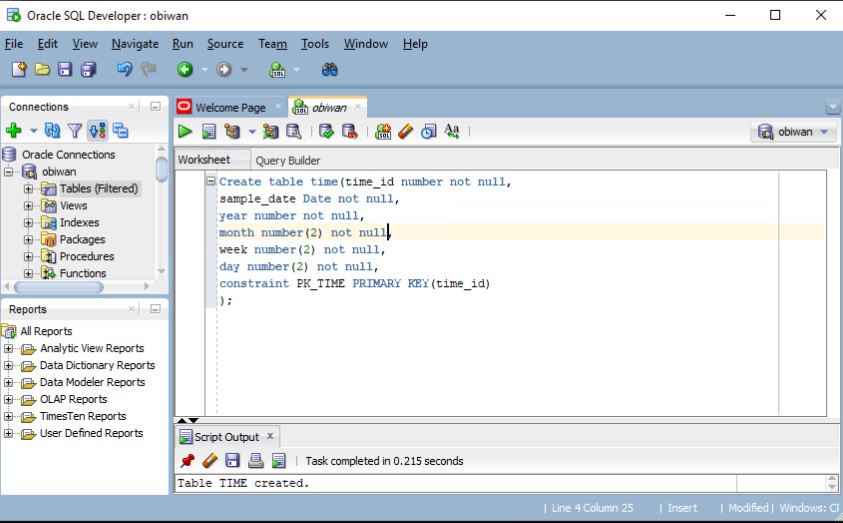 Oracle SQL Developer : obiwan
File Edit View Navigate Run Source Team Tools Window Help
Connections
Welcome Page
obiwan
obiwan
Oracle Connections
obiwan
Tables (Filtered)
Views
Indexes
Packages
Procedures
Functions
Worksheet Query Builder
Create table time(time_id number not null,
sample_date Date not null,
year number not null,
month number(2) not null,
week number(2) not null,
day number(2) not null,
constraint PK_TIME PRIMARY KEY(time_id)
);
Reports
All Reports
Analytic View Reports
Data Dictionary Reports
Data Modeler Reports
OLAP Reports
TimesTen Reports
User Defined Reports
Script Output
Task completed in 0.215 seconds
Table TIME created.
Line 4 Column 25 | Insert | Modified | Windows: CF